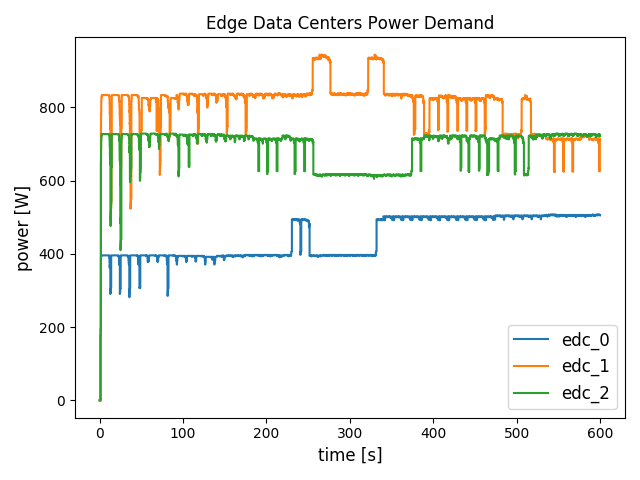 Edge Data Centers Power Demand
power [W]
800
600
400
200
0
0 100 200 300 400 500 600
time [s]
edc_0
edc_1
edc_2